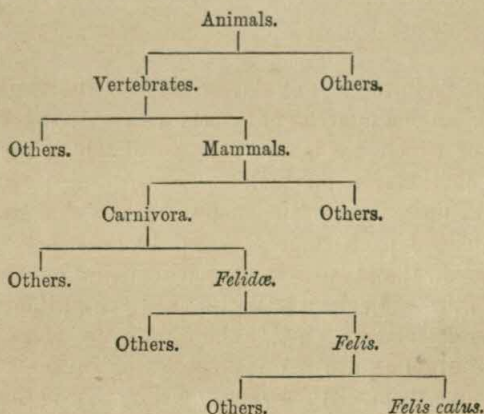 Animals.
Vertebrates. Others.
Others. Mammals.
Carnivora. Others.
Others. Felidæ.
Others. Felis.
Others. Felis catus.